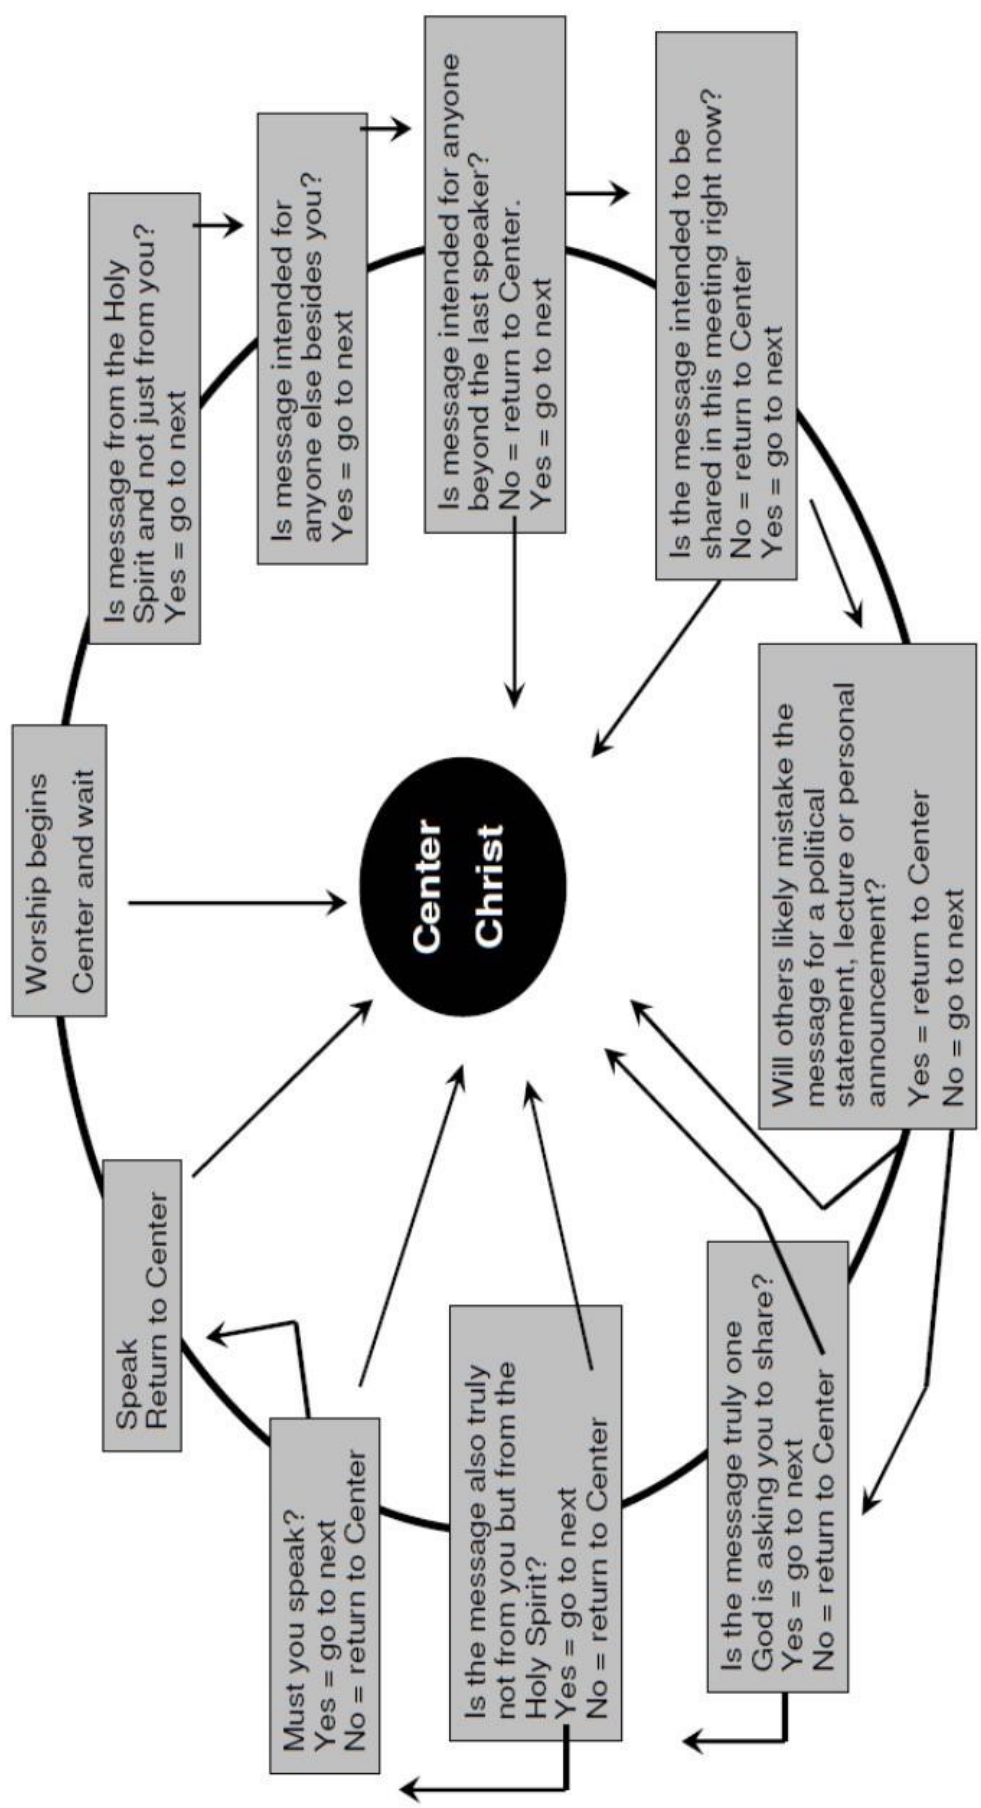 Worship begins
Center and wait
Is message from the Holy
Spirit and not just from you?
Yes = go to next
Is message intended for
anyone else besides you?
Yes = go to next
Is message intended for anyone
beyond the last speaker?
No = return to Center.
Yes = go to next
Is the message intended to be
shared in this meeting right now?
No = return to Center
Yes = go to next
Will others likely mistake the
message for a political
statement, lecture or personal
announcement?
Yes = return to Center
No = go to next
Is the message truly one
God is asking you to share?
Yes = go to next
No = return to Center
Is the message also truly
not from you but from the
Holy Spirit?
Yes = go to next
No = return to Center
Must you speak?
Yes = go to next
No = return to Center
Speak
Return to Center
Center
Christ